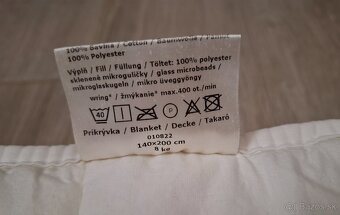 100% Bavlna / Cotton / Baumwolle / Pamut
100% Polyester
Výplň / Fill / Füllung / Töltet: 100% polyester
sklenené mikroguličky / glass microbeads /
mikroglaskugeln / mikro üveggyöngy
wring* / žmýkanie* max.400 ot./min
40
P
Prikrývka / Blanket / Decke / Takaró
010822
140×200 cm
8 kg